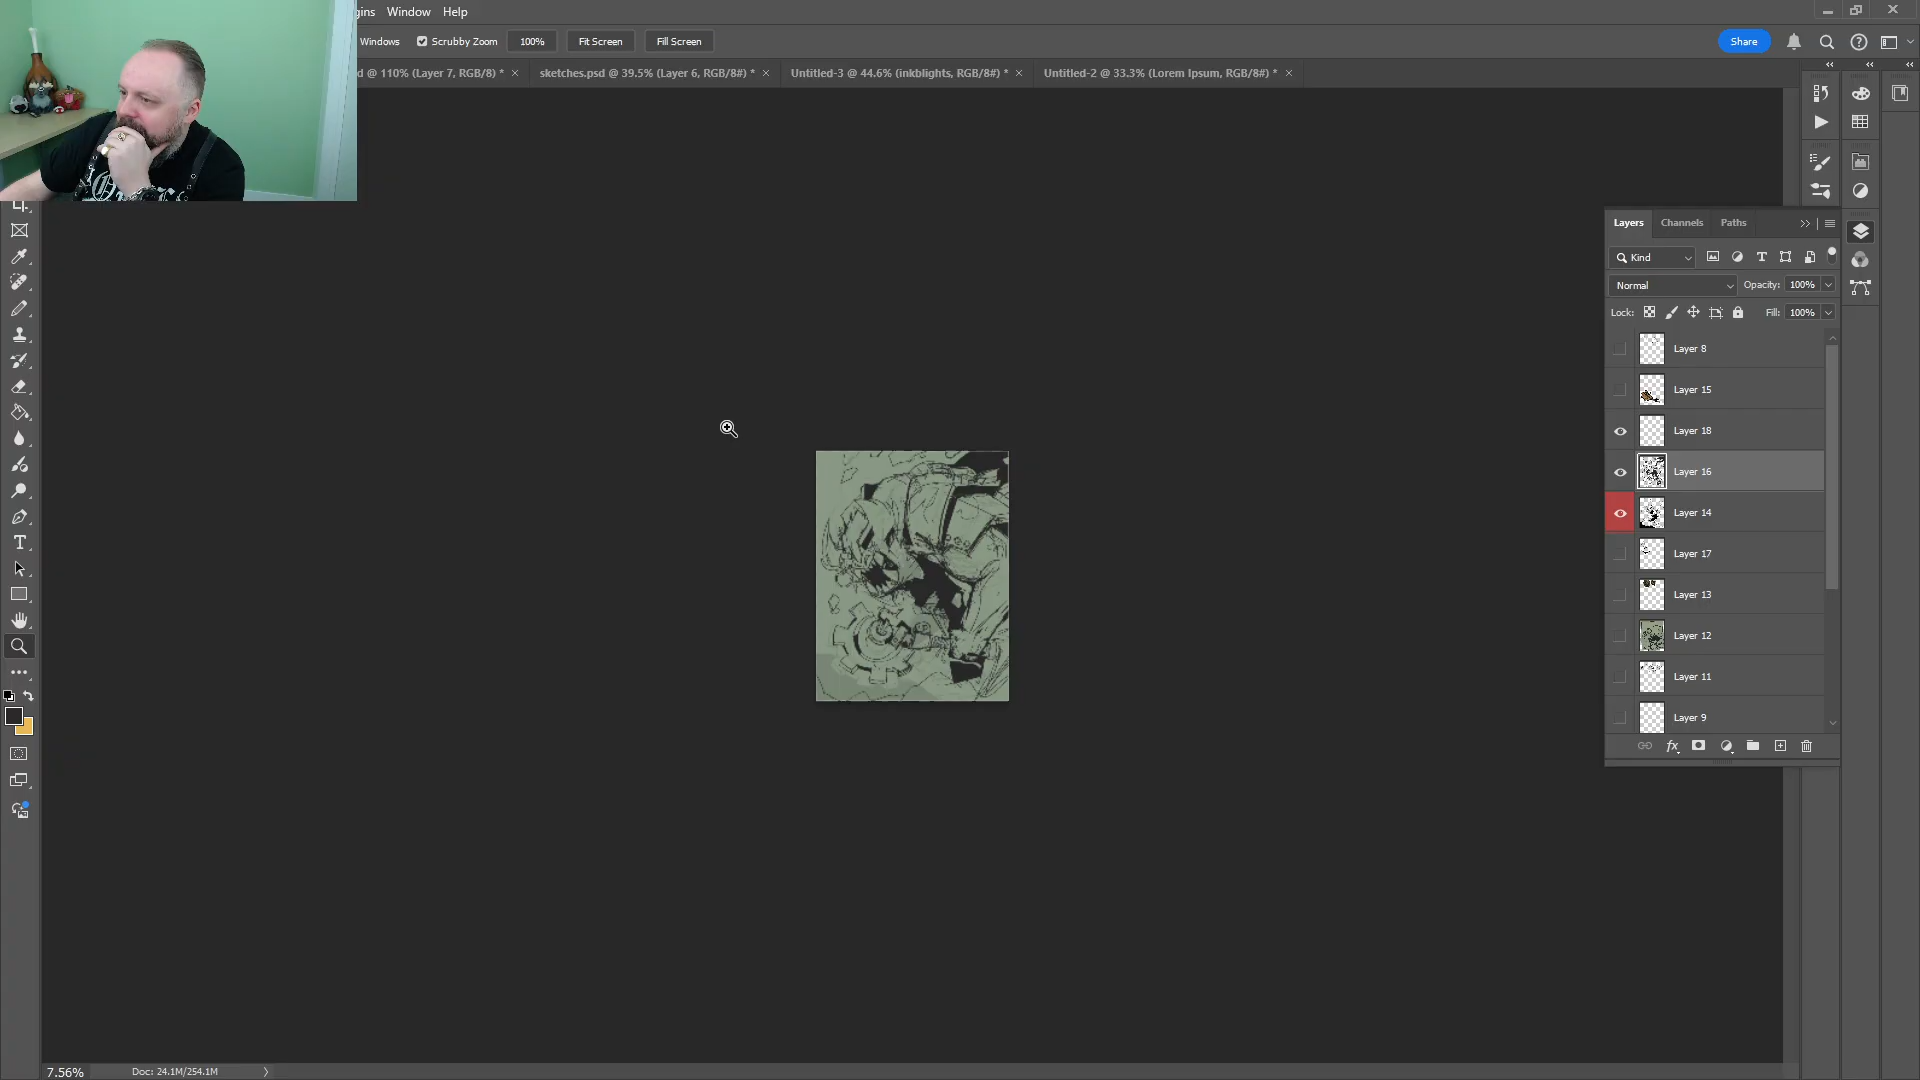 gins Window Help
Windows Scrubby Zoom 100% Fit Screen Fill Screen Share
d @ 110% (Layer 7, RGB/8) * sketches.psd @ 39.5% (Layer 6, RGB/8#) * Untitled-3 @ 44.6% (inkblights, RGB/8#) * Untitled-2 @ 33.3% (Lorem Ipsum, RGB/8#) *
Layers Channels Paths
Kind
Normal Opacity: 100%
Lock: Fill: 100%
Layer 8
Layer 15
Layer 18
Layer 16
Layer 14
Layer 17
Layer 13
Layer 12
Layer 11
Layer 9
fx
7.56% Doc: 24.1M/254.1M